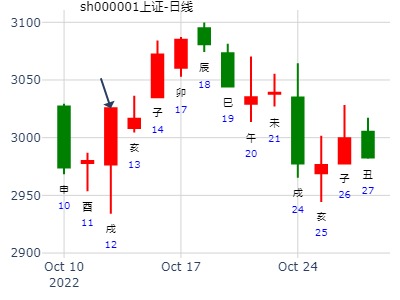 sh000001上证-日线
3100
3050
3000
2950
2900
申
10
酉
11
戌
12
亥
13
子
14
卯
17
辰
18
巳
19
午
20
未
21
戌
24
亥
25
子
26
丑
27
Oct 10
2022
Oct 17
Oct 24